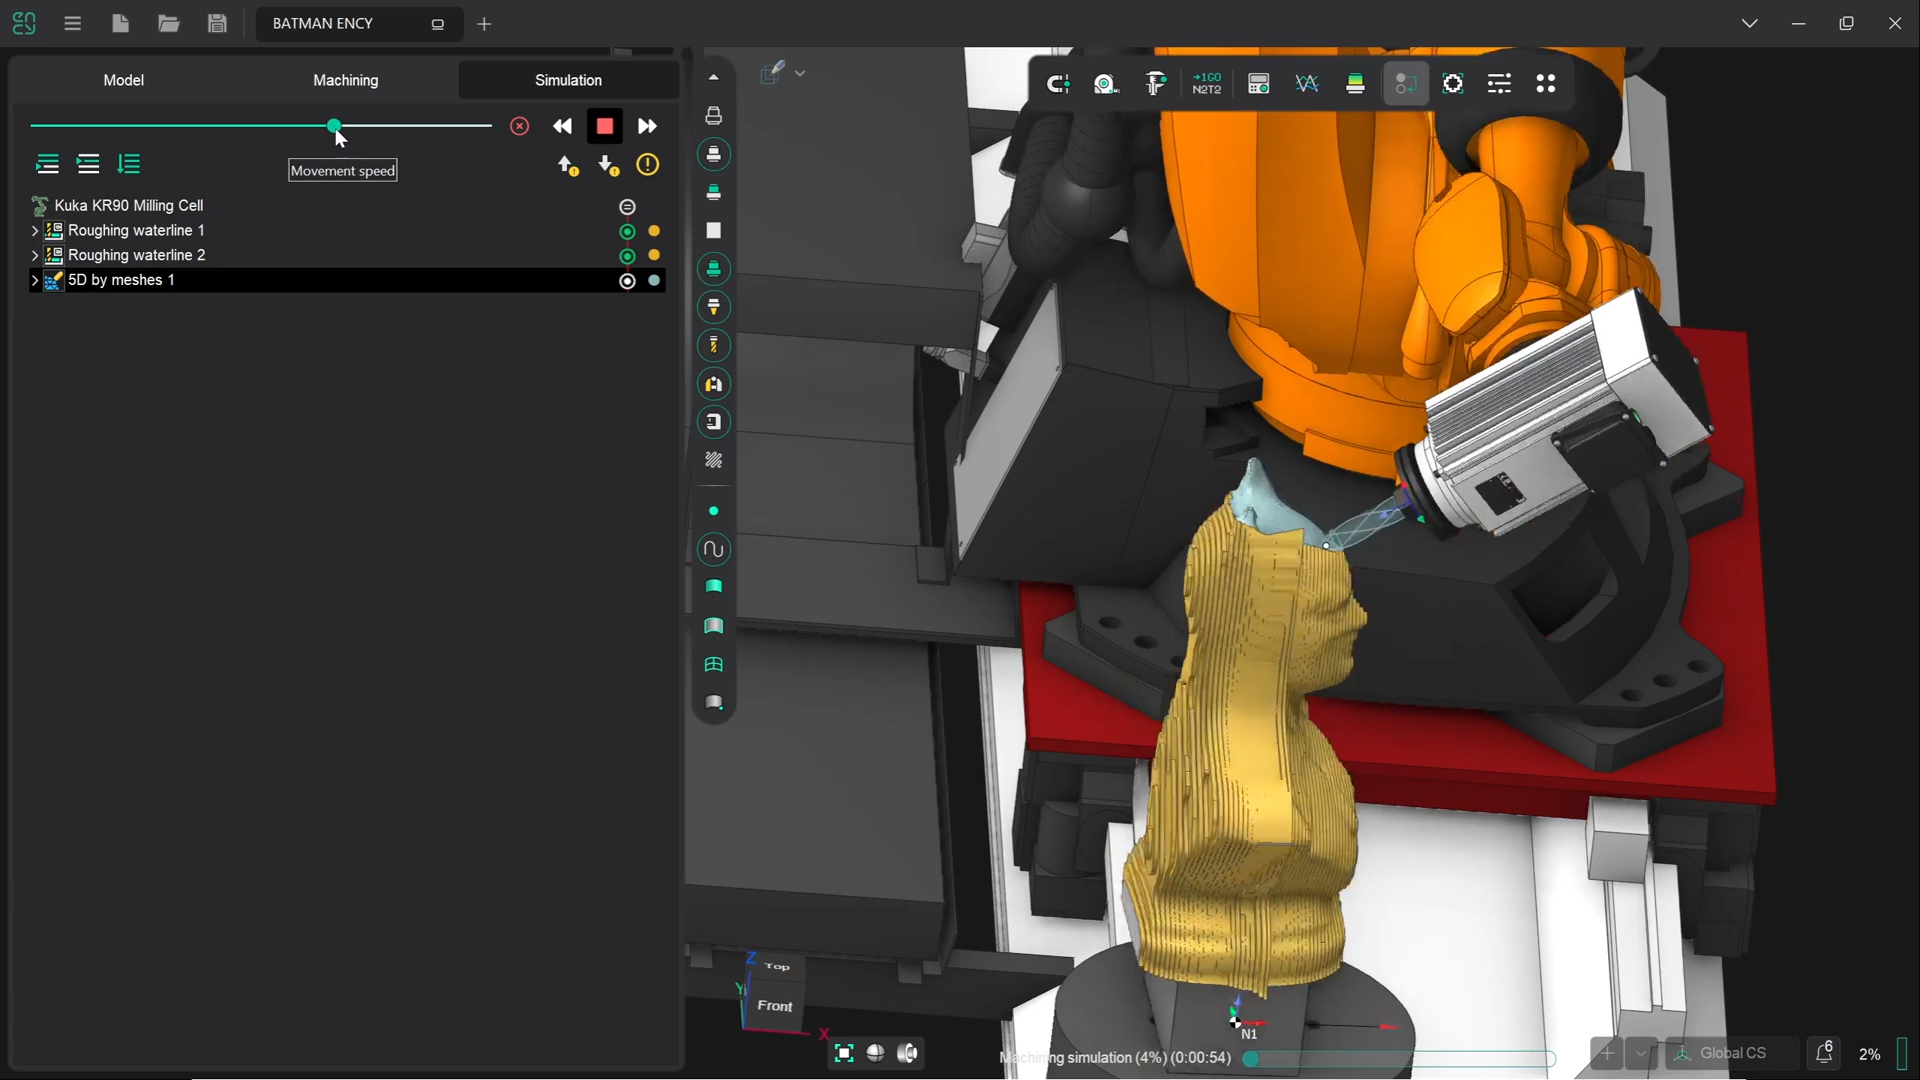 BATMAN ENCY
Model
Machining
Simulation
→1G0
N2T2
Movement speed
Kuka KR90 Milling Cell
Roughing waterline 1
Roughing waterline 2
5D by meshes 1
Z
Top
Y
Front
X
N1
Machining simulation (4%) (0:00:54)
Global CS
6
2%